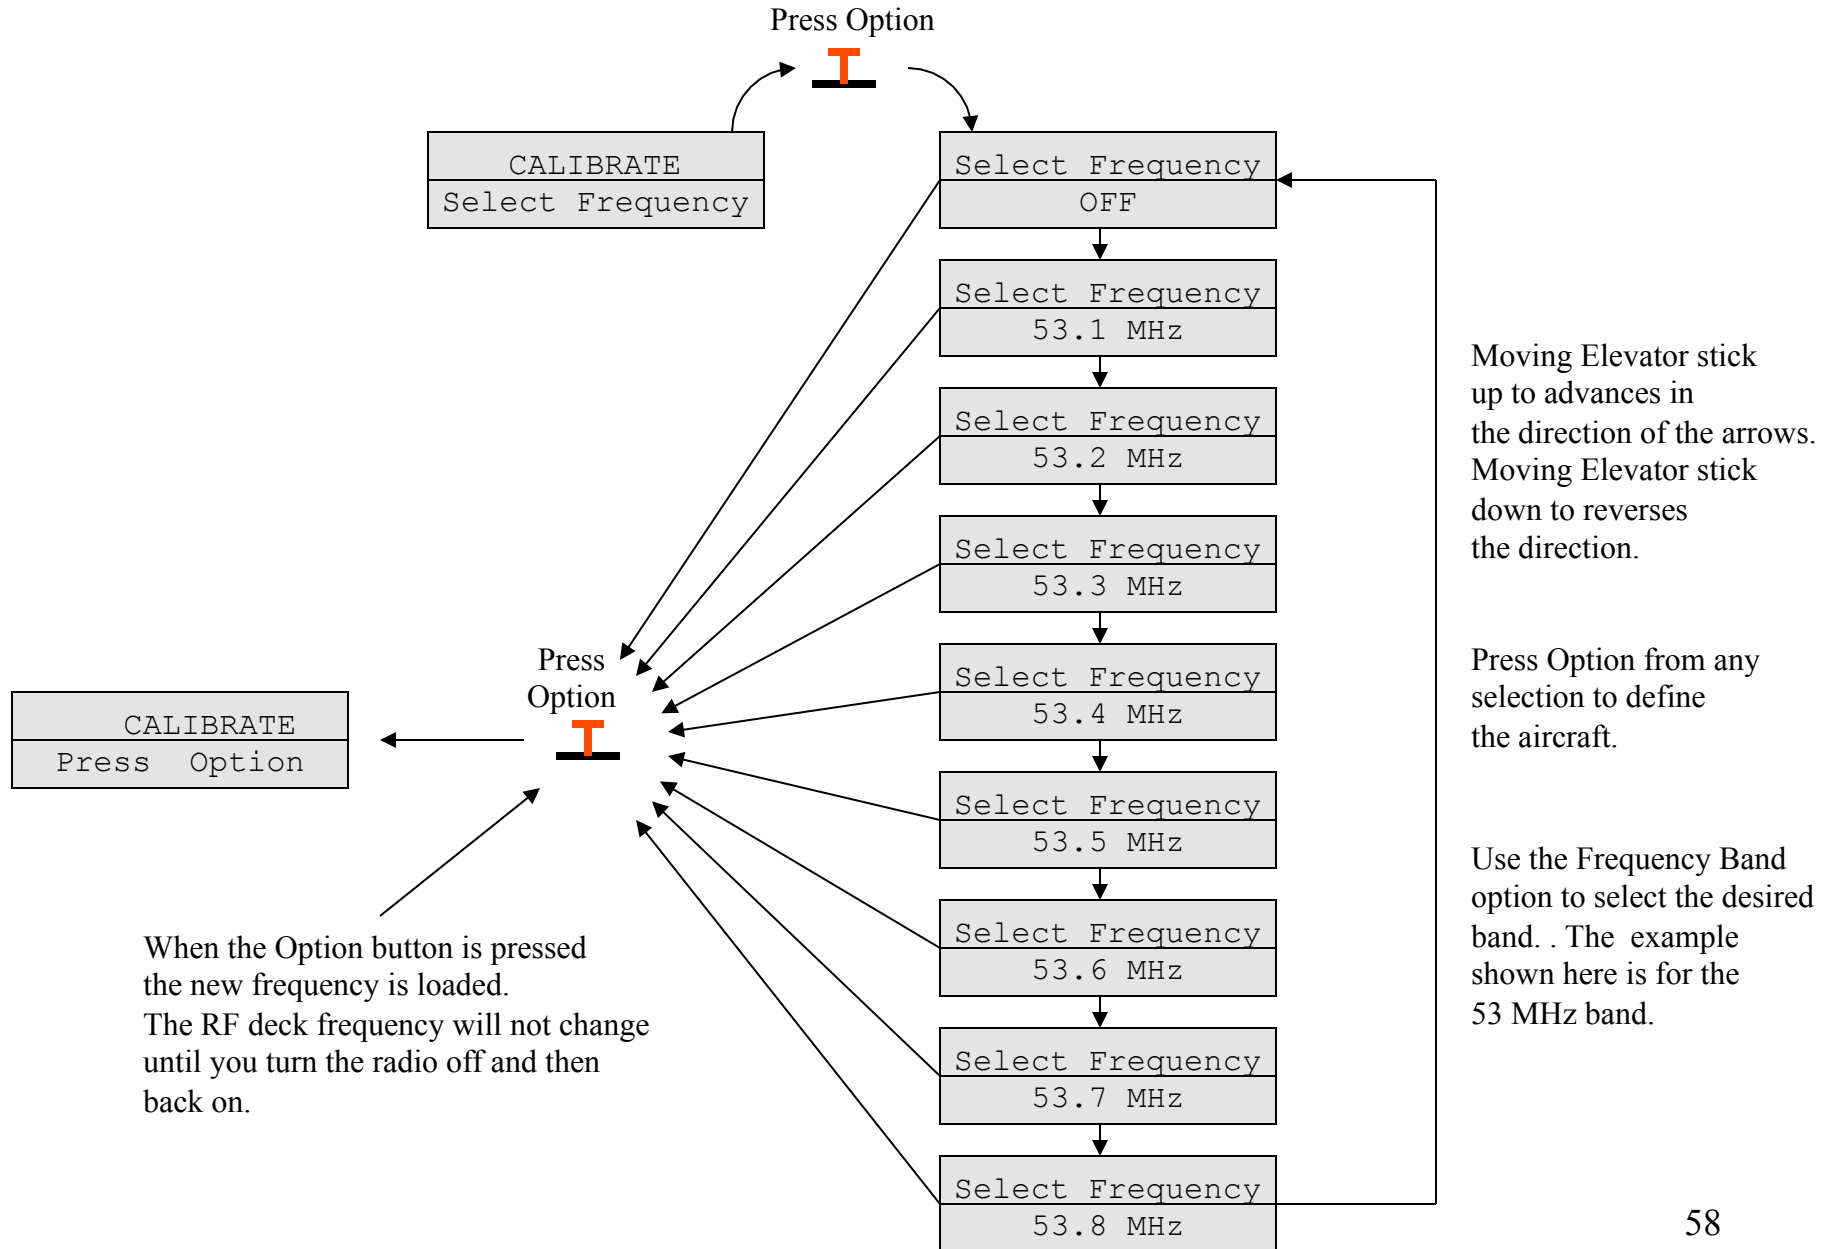 Press Option
CALIBRATE
Select Frequency
Select Frequency
OFF
Select Frequency
53.1 MHz
Select Frequency
53.2 MHz
Select Frequency
53.3 MHz
Select Frequency
53.4 MHz
Select Frequency
53.5 MHz
Select Frequency
53.6 MHz
Select Frequency
53.7 MHz
Select Frequency
53.8 MHz
Moving Elevator stick
up to advances in
the direction of the arrows.
Moving Elevator stick
down to reverses
the direction.
Press Option from any
selection to define
the aircraft.
Use the Frequency Band
option to select the desired
band. . The example
shown here is for the
53 MHz band.
Press
Option
CALIBRATE
Press Option
When the Option button is pressed
the new frequency is loaded.
The RF deck frequency will not change
until you turn the radio off and then
back on.
58